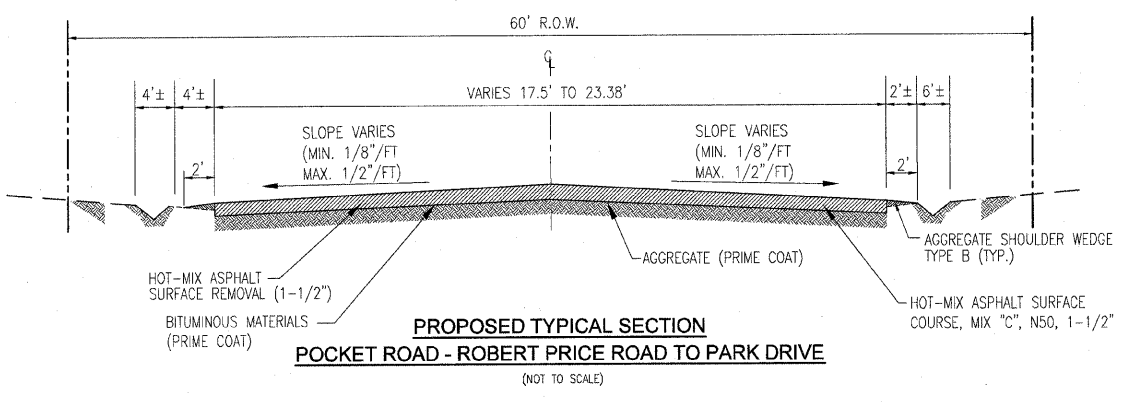 60' R.O.W.
℄
4'± 4'± VARIES 17.5' TO 23.38' 2'± 6'±
SLOPE VARIES
(MIN. 1/8"/FT
MAX. 1/2"/FT)
SLOPE VARIES
(MIN. 1/8"/FT
MAX. 1/2"/FT)
2'
2'
AGGREGATE SHOULDER WEDGE
TYPE B (TYP.)
AGGREGATE (PRIME COAT)
HOT-MIX ASPHALT
SURFACE REMOVAL (1-1/2")
HOT-MIX ASPHALT SURFACE
COURSE, MIX "C", N50, 1-1/2"
BITUMINOUS MATERIALS
(PRIME COAT)
PROPOSED TYPICAL SECTION
POCKET ROAD - ROBERT PRICE ROAD TO PARK DRIVE
(NOT TO SCALE)